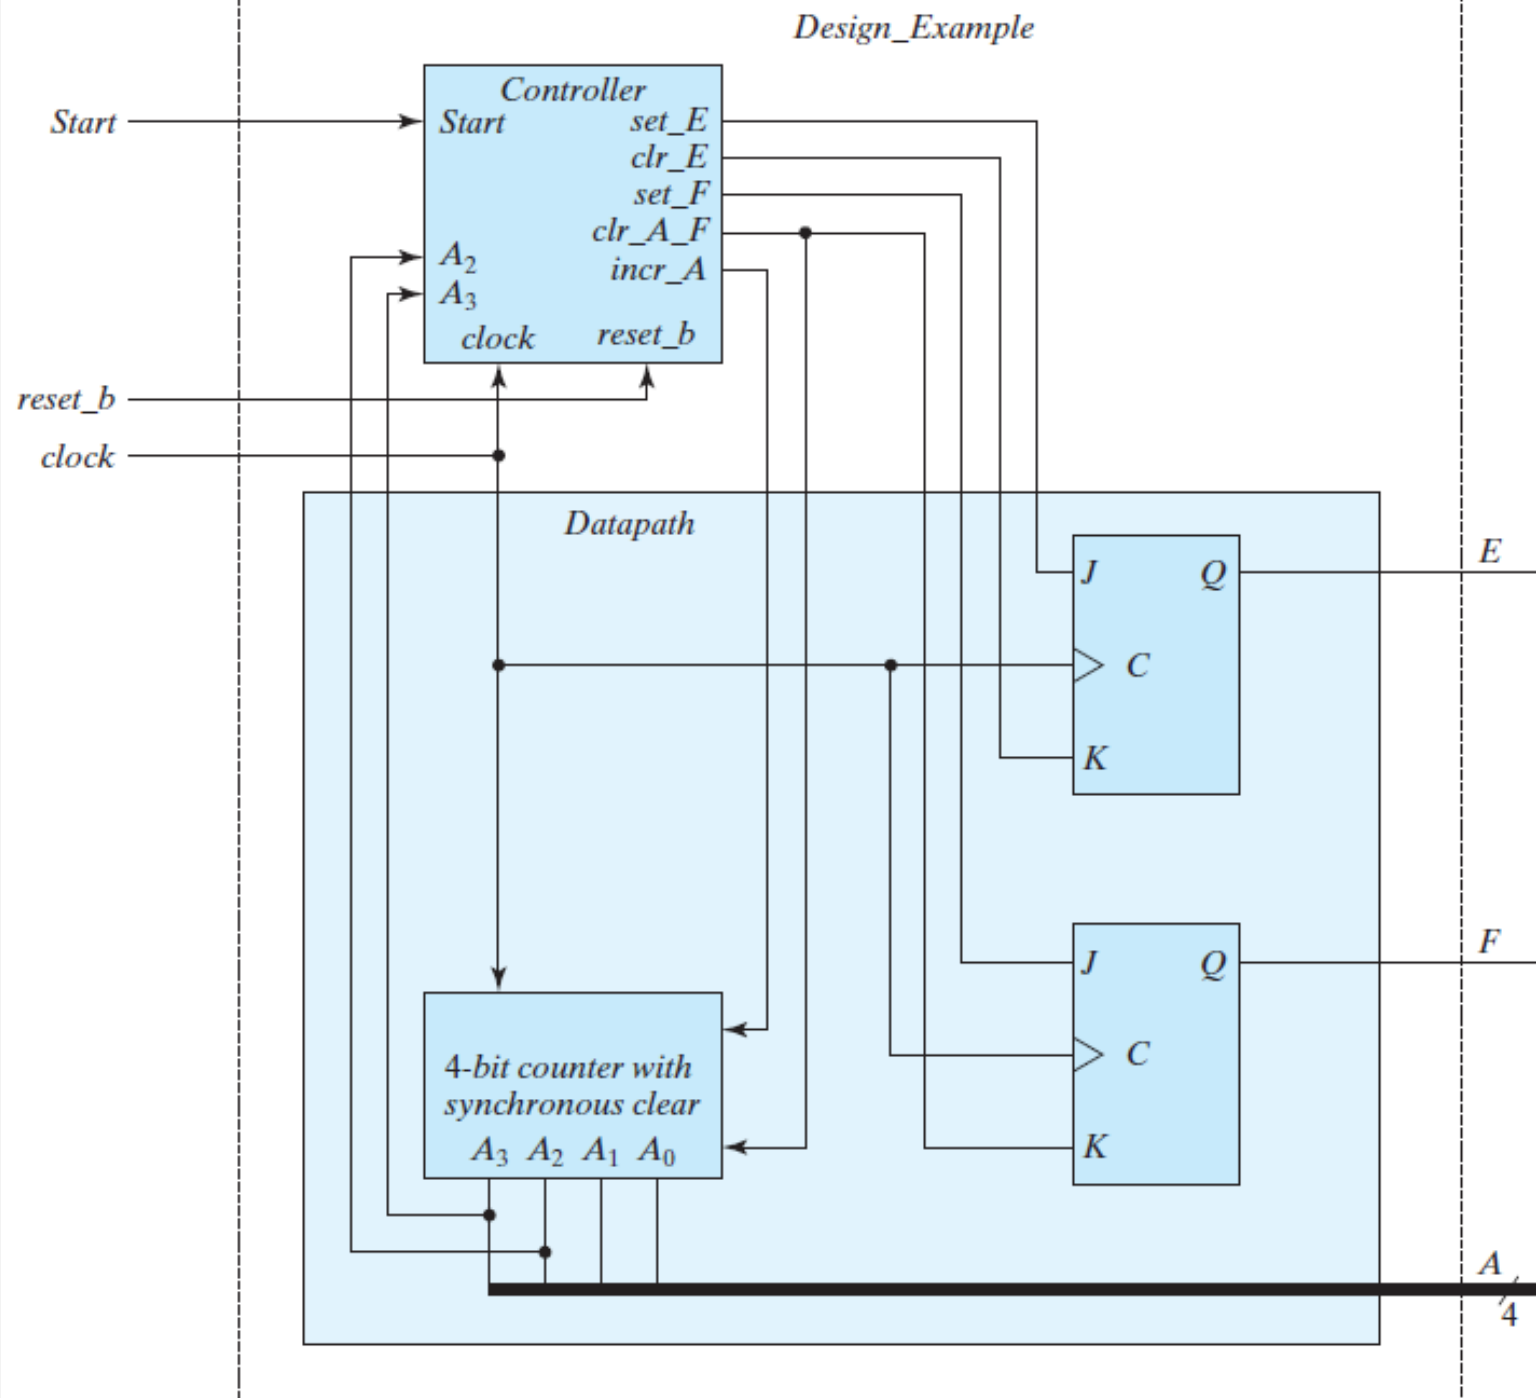 Design_Example
Controller
Start
Start
set_E
clr_E
set_F
clr_A_F
incr_A
A2
A3
clock
reset_b
reset_b
clock
Datapath
J
Q
E
C
K
J
Q
F
C
K
4-bit counter with
synchronous clear
A3 A2 A1 A0
A
4